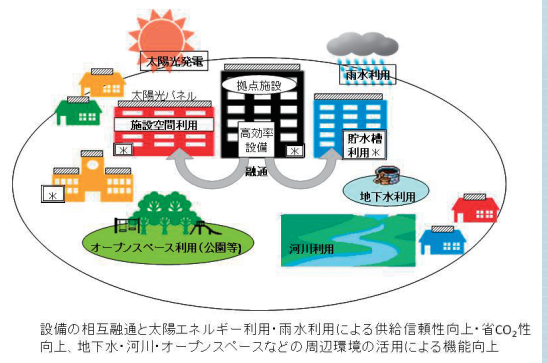 太陽光発電
拠点施設
雨水利用
太陽光パネル
施設空間利用
高効率
設備
貯水槽
利用＊
＊
＊
＊
融通
地下水利用
オープンスペース利用(公園等)
河川利用
設備の相互融通と太陽エネルギー利用・雨水利用による供給信頼性向上・省CO₂性
向上、地下水・河川・オープンスペースなどの周辺環境の活用による機能向上